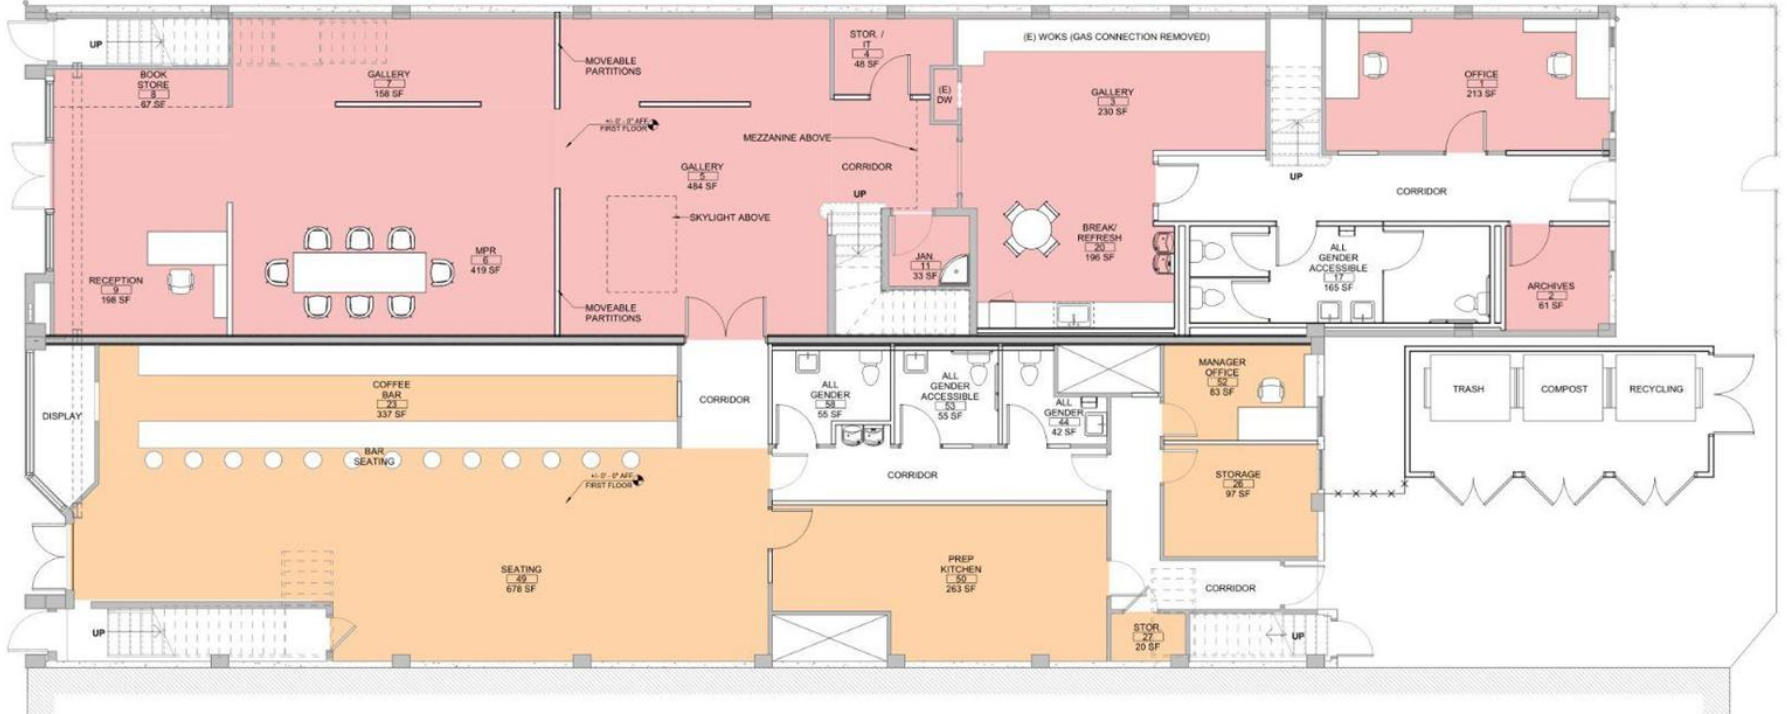 UP
BOOK
STORE
8
67 SF
GALLERY
7
158 SF
MOVEABLE
PARTITIONS
STOR. /
IT
4
48 SF
(E)
DW
(E) WOKS (GAS CONNECTION REMOVED)
GALLERY
3
230 SF
OFFICE
1
213 SF
+/- 0' - 0" AFF
FIRST FLOOR
MEZZANINE ABOVE
GALLERY
5
484 SF
CORRIDOR
UP
UP
CORRIDOR
SKYLIGHT ABOVE
MPR
6
419 SF
RECEPTION
9
198 SF
MOVEABLE
PARTITIONS
JAN.
11
33 SF
BREAK/
REFRESH
20
196 SF
ALL
GENDER
ACCESSIBLE
17
165 SF
ARCHIVES
2
61 SF
DISPLAY
COFFEE
BAR
23
337 SF
CORRIDOR
ALL
GENDER
58
55 SF
ALL
GENDER
ACCESSIBLE
53
55 SF
ALL
GENDER
44
42 SF
MANAGER
OFFICE
52
83 SF
TRASH
COMPOST
RECYCLING
BAR
SEATING
+/- 0' - 0" AFF
FIRST FLOOR
CORRIDOR
STORAGE
26
97 SF
SEATING
49
678 SF
PREP
KITCHEN
50
263 SF
CORRIDOR
UP
STOR.
27
20 SF
UP